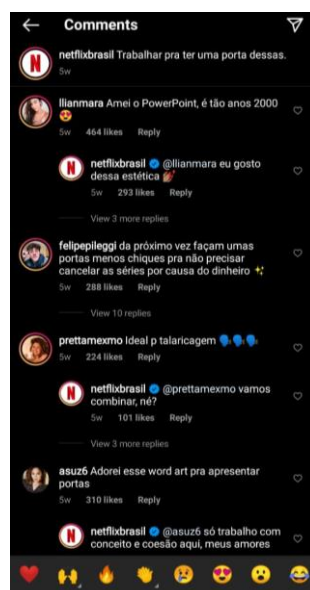 Comments
netflixbrasil Trabalhar pra ter uma porta dessas.
5w
llianmara Amei o PowerPoint, é tão anos 2000
😍
5w 464 likes Reply
netflixbrasil @llianmara eu gosto
dessa estética 💅🏾
5w 293 likes Reply
View 3 more replies
felipepileggi da próximo vez façam umas
portas menos chiques pra não precisar
cancelar as séries por causa do dinheiro ✨
5w 288 likes Reply
View 10 replies
prettamexmo Ideal p talaricagem 🗣🗣🗣
5w 224 likes Reply
netflixbrasil @prettamexmo vamos
combinar, né?
5w 101 likes Reply
View 3 more replies
asuz6 Adorei esse word art pra apresentar
portas
5w 310 likes Reply
netflixbrasil @asuz6 só trabalho com
conceito e coesão aqui, meus amores